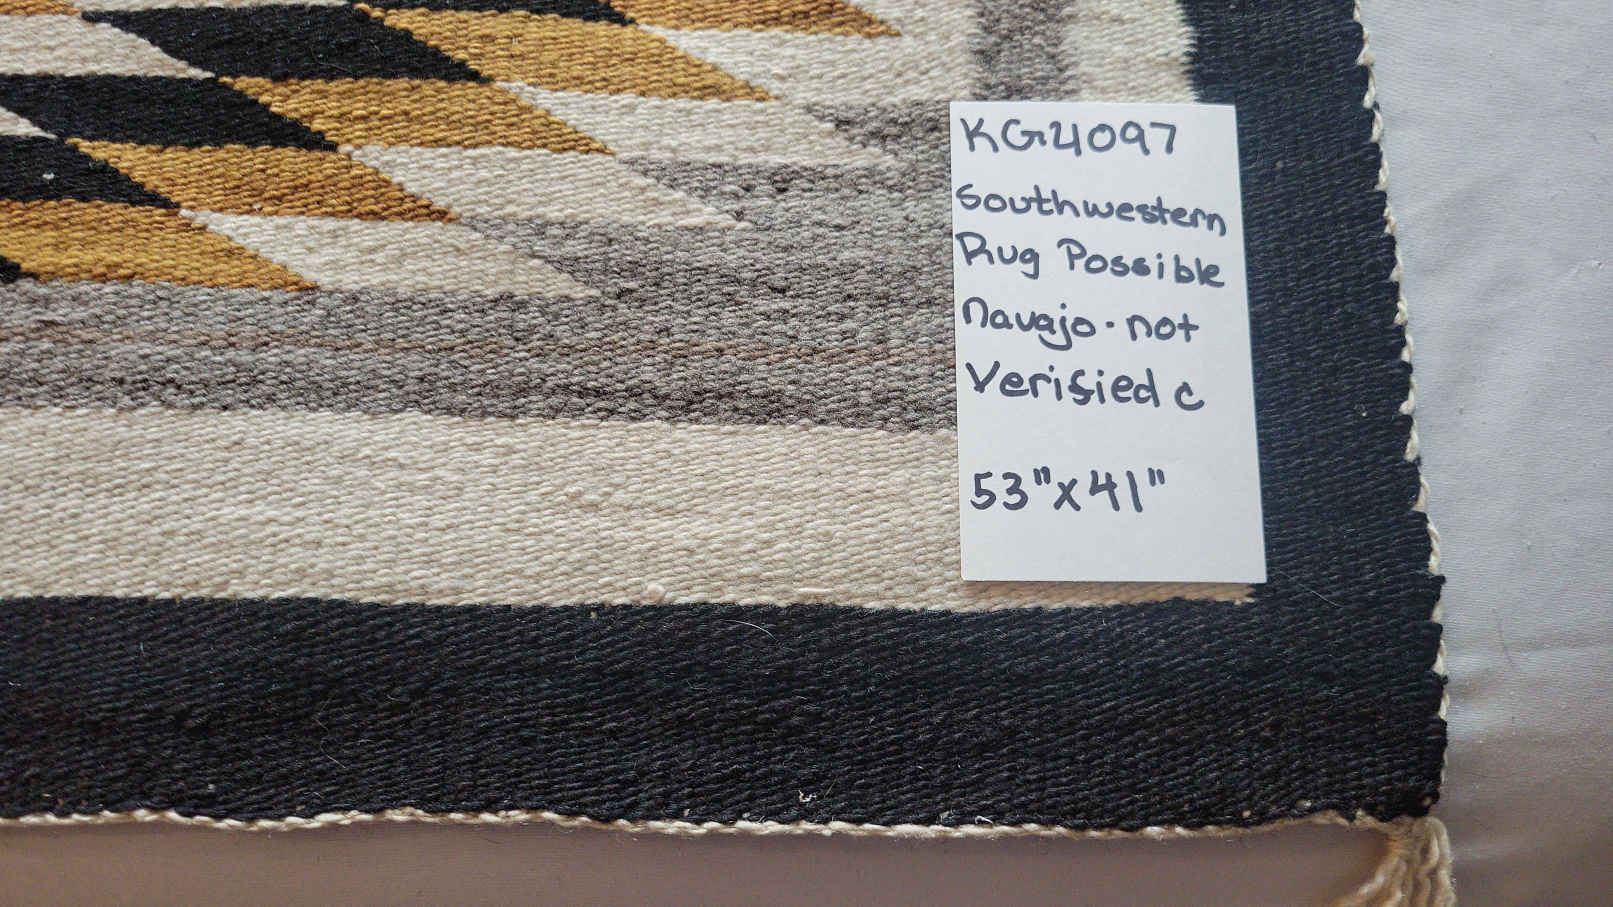 KG4097
Southwestern
Rug Possible
Navajo · not
Verified c
53"x41"